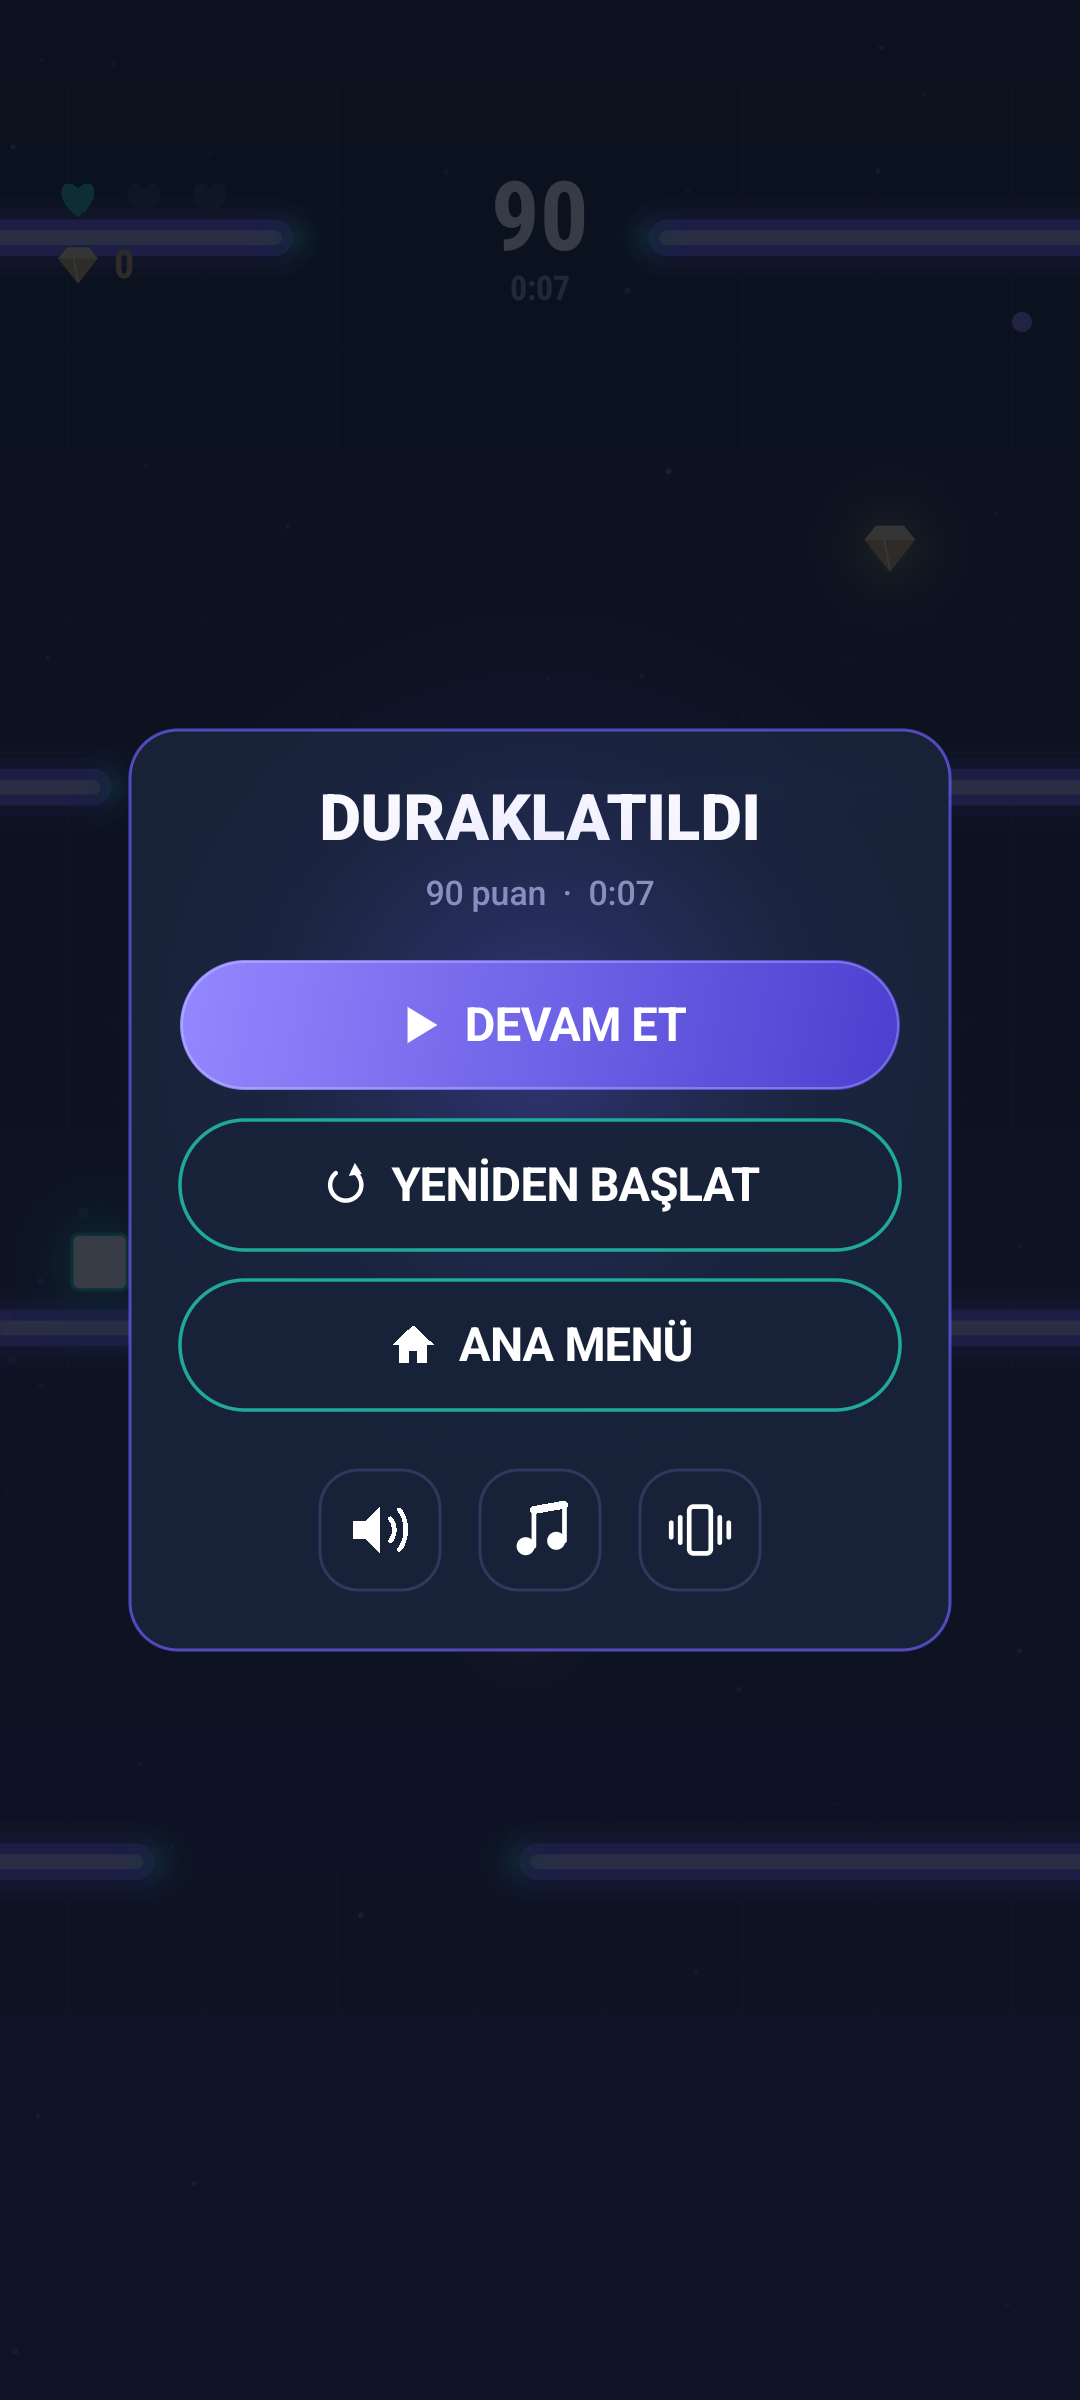 90
0
0:07
DURAKLATILDI
90 puan · 0:07
DEVAM ET
YENİDEN BAŞLAT
ANA MENÜ